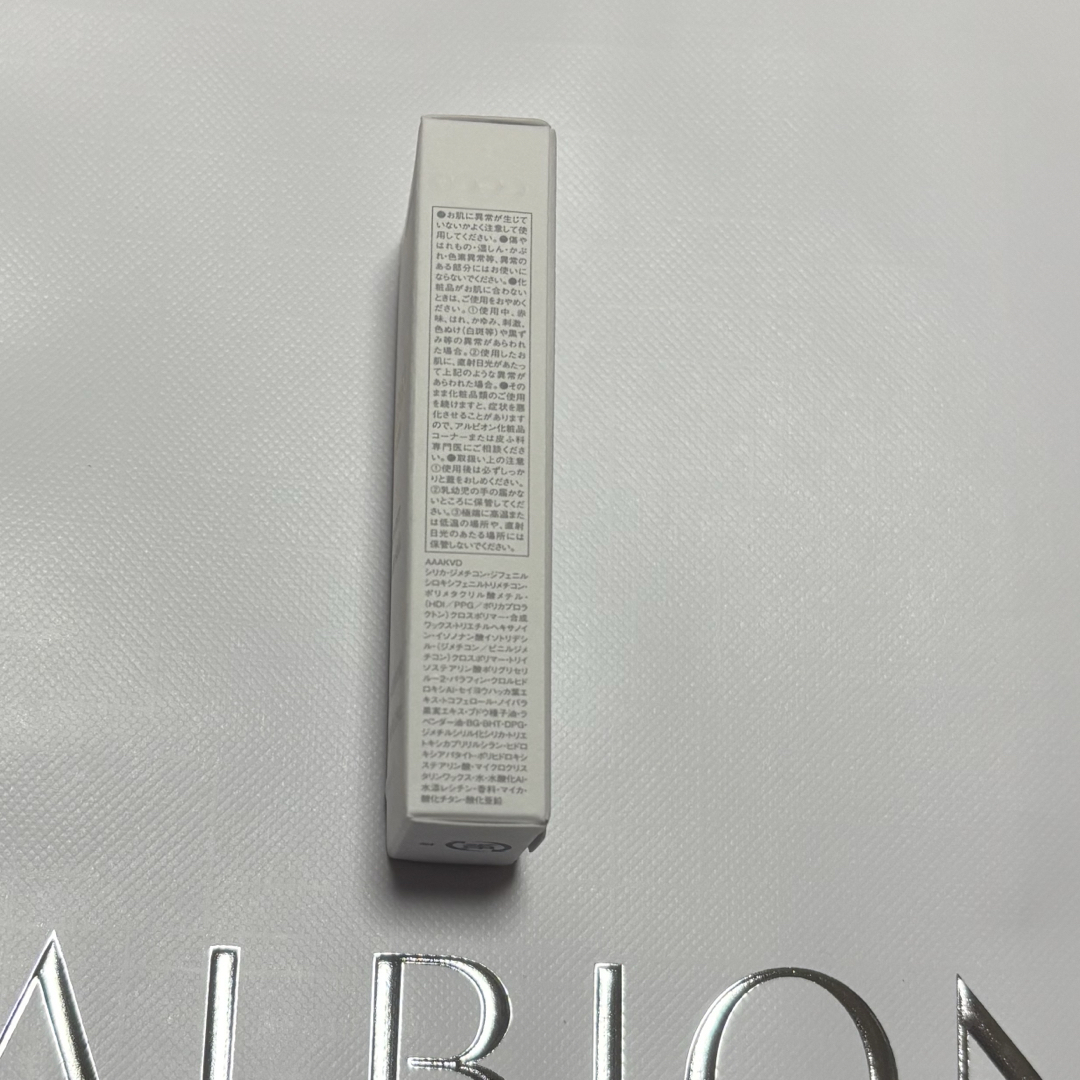 ●お肌に異常が生じて
いないかよく注意して使
用してください。●傷や
はれもの・湿しん・かぶ
れ・色素異常等、異常の
ある部分にはお使いに
ならないでください。●化
粧品がお肌に合わない
ときは、ご使用をおやめく
ださい。①使用中、赤
味、はれ、かゆみ、刺激、
色ぬけ(白斑等)や黒ず
み等の異常があらわれ
た場合。②使用したお
肌に、直射日光があたっ
て上記のような異常が
あらわれた場合。●その
まま化粧品類のご使用
を続けますと、症状を悪
化させることがあります
ので、アルビオン化粧品
コーナーまたは皮ふ科
専門医にご相談くださ
い。●取扱い上の注意
①使用後は必ずしっか
りと蓋をおしめください。
②乳幼児の手の届かな
いところに保管してくだ
さい。③極端に高温また
は低温の場所や、直射
日光のあたる場所には
保管しないでください。
AAAKVD
シリカ・ジメチコン・ジフェニル
シロキシフェニルトリメチコン・
ポリメタクリル酸メチル・
(HDI/PPG/ポリカプロラ
クトン)クロスポリマー・合成
ワックス・トリエチルヘキサノイ
ン・イソノナン酸イソトリデシ
ル・(ジメチコン/ビニルジメ
チコン)クロスポリマー・トリイ
ソステアリン酸ポリグリセリ
ル-2・パラフィン・クロルヒド
ロキシAl・セイヨウハッカ葉エ
キス・トコフェロール・ノイバラ
果実エキス・ブドウ種子油・ラ
ベンダー油・BG・BHT・DPG・
ジメチルシリル化シリカ・トリエ
トキシカプリリルシラン・ヒドロ
キシアパタイト・ポリヒドロキシ
ステアリン酸・マイクロクリス
タリンワックス・水・水酸化Al・
水添レシチン・香料・マイカ・
酸化チタン・酸化亜鉛
ALBION